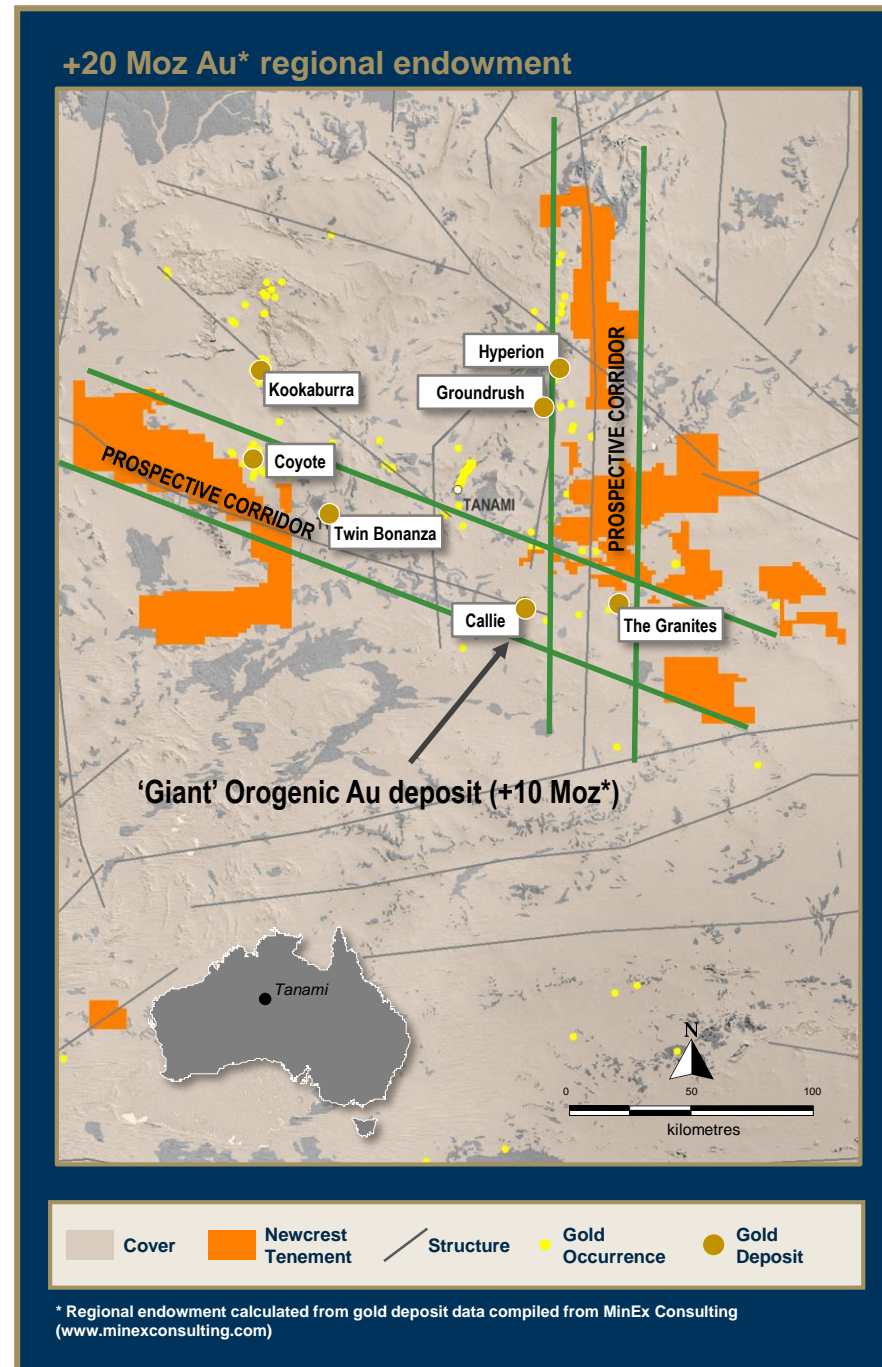 +20 Moz Au* regional endowment
Hyperion
Kookaburra
Groundrush
PROSPECTIVE CORRIDOR
Coyote
PROSPECTIVE CORRIDOR
TANAMI
Twin Bonanza
Callie
The Granites
‘Giant’ Orogenic Au deposit (+10 Moz*)
Tanami
N
0 50 100
kilometres
Cover
Newcrest
Tenement
Structure
Gold
Occurrence
Gold
Deposit
* Regional endowment calculated from gold deposit data compiled from MinEx Consulting
(www.minexconsulting.com)